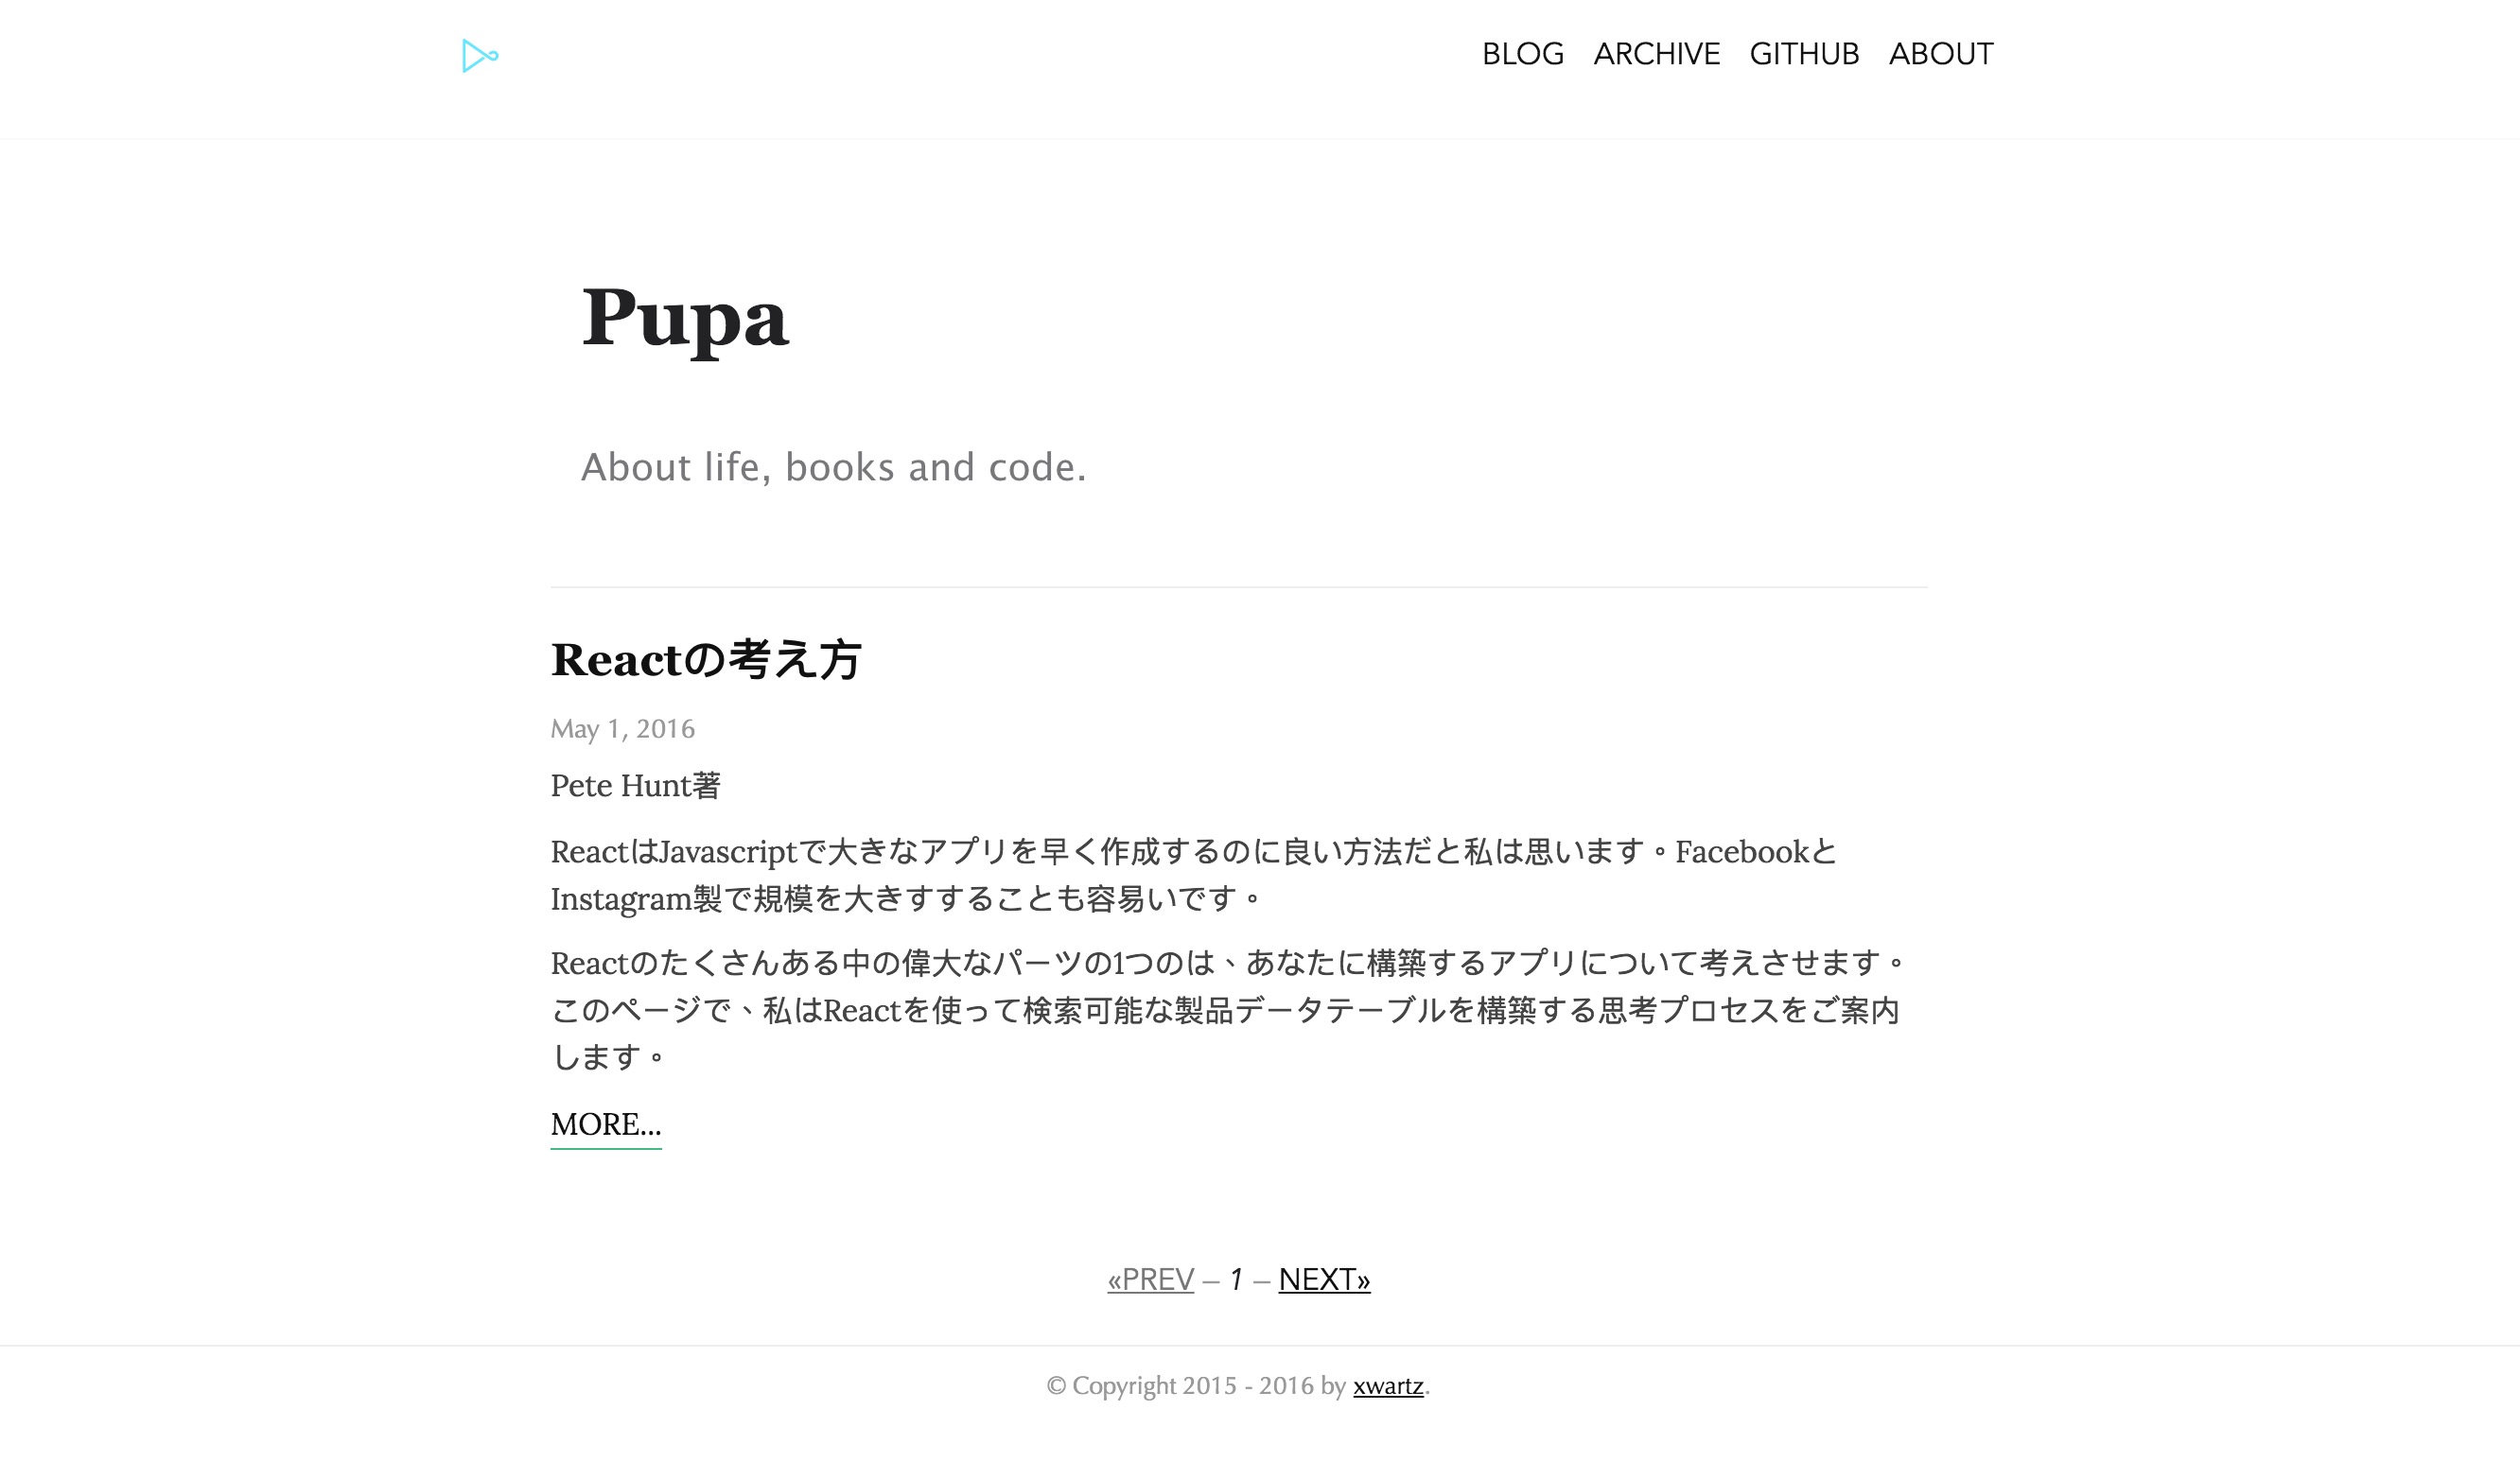 BLOG ARCHIVE GITHUB ABOUT
Pupa
About life, books and code.
Reactの考え方
May 1, 2016
Pete Hunt著
ReactはJavascriptで大きなアプリを早く作成するのに良い方法だと私は思います。Facebookと
Instagram製で規模を大きすすることも容易いです。
Reactのたくさんある中の偉大なパーツの1つのは、あなたに構築するアプリについて考えさせます。
このページで、私はReactを使って検索可能な製品データテーブルを構築する思考プロセスをご案内
します。
MORE...
«PREV – 1 – NEXT»
© Copyright 2015 - 2016 by xwartz.